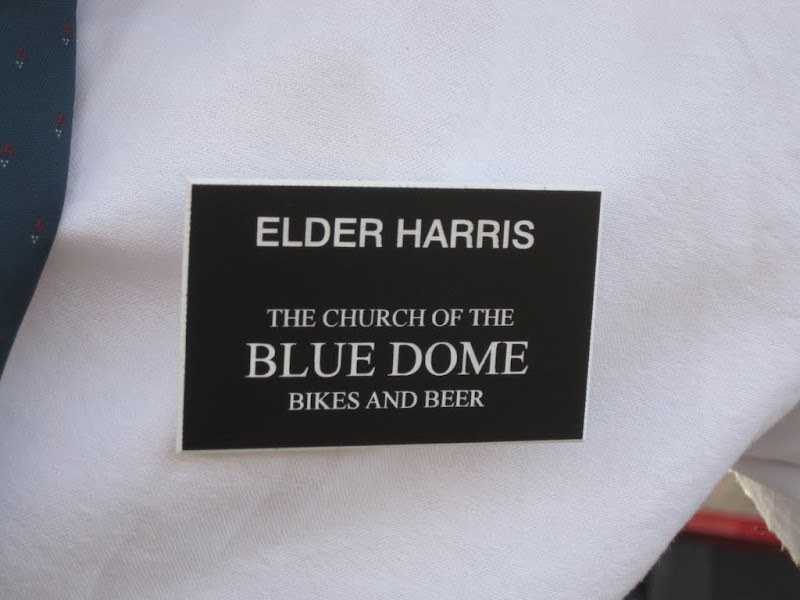 ELDER HARRIS
THE CHURCH OF THE
BLUE DOME
BIKES AND BEER